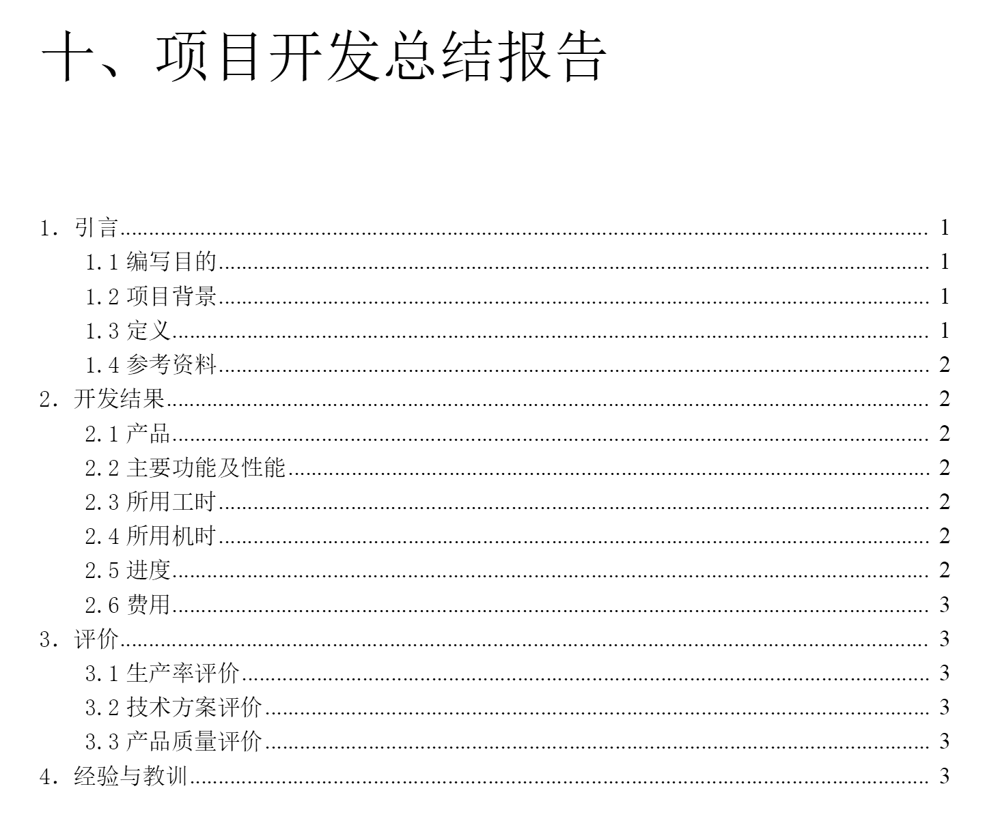 十、项目开发总结报告
1. 引言 1
1.1 编写目的 1
1.2 项目背景 1
1.3 定义 1
1.4 参考资料 2
2. 开发结果 2
2.1 产品 2
2.2 主要功能及性能 2
2.3 所用工时 2
2.4 所用机时 2
2.5 进度 2
2.6 费用 3
3. 评价 3
3.1 生产率评价 3
3.2 技术方案评价 3
3.3 产品质量评价 3
4. 经验与教训 3